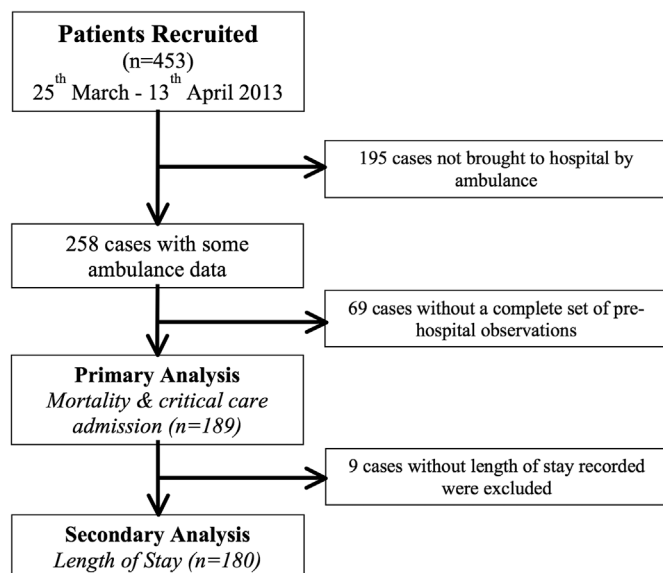 Patients Recruited
(n=453)
25th March - 13th April 2013
195 cases not brought to hospital by
ambulance
258 cases with some
ambulance data
69 cases without a complete set of pre-
hospital observations
Primary Analysis
Mortality & critical care
admission (n=189)
9 cases without length of stay recorded
were excluded
Secondary Analysis
Length of Stay (n=180)